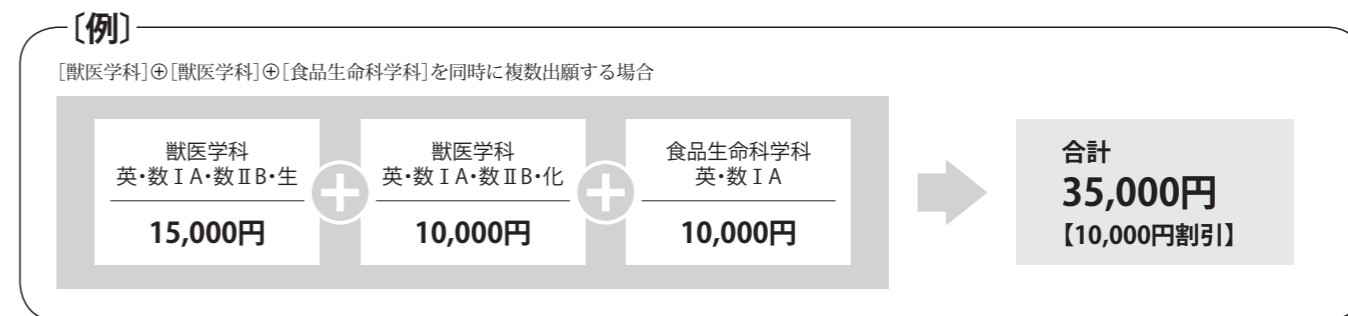 〔例〕
［獣医学科］⊕［獣医学科］⊕［食品生命科学科］を同時に複数出願する場合
獣医学科
英・数ⅠA・数ⅡB・生
15,000円
+
獣医学科
英・数ⅠA・数ⅡB・化
10,000円
+
食品生命科学科
英・数ⅠA
10,000円
合計
35,000円
【10,000円割引】